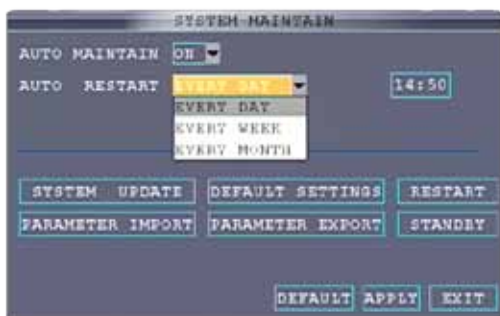 SYSTEM MAINTAIN
AUTO MAINTAIN ON
AUTO RESTART EVERY DAY 14:50
EVERY DAY
EVERY WEEK
EVERY MONTH
SYSTEM UPDATE DEFAULT SETTINGS RESTART
PARAMETER IMPORT PARAMETER EXPORT STANDBY
DEFAULT APPLY EXIT